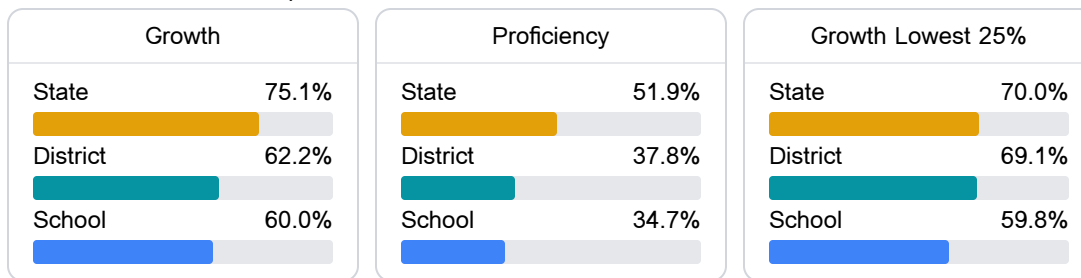 Growth
State 75.1%
District 62.2%
School 60.0%
Proficiency
State 51.9%
District 37.8%
School 34.7%
Growth Lowest 25%
State 70.0%
District 69.1%
School 59.8%